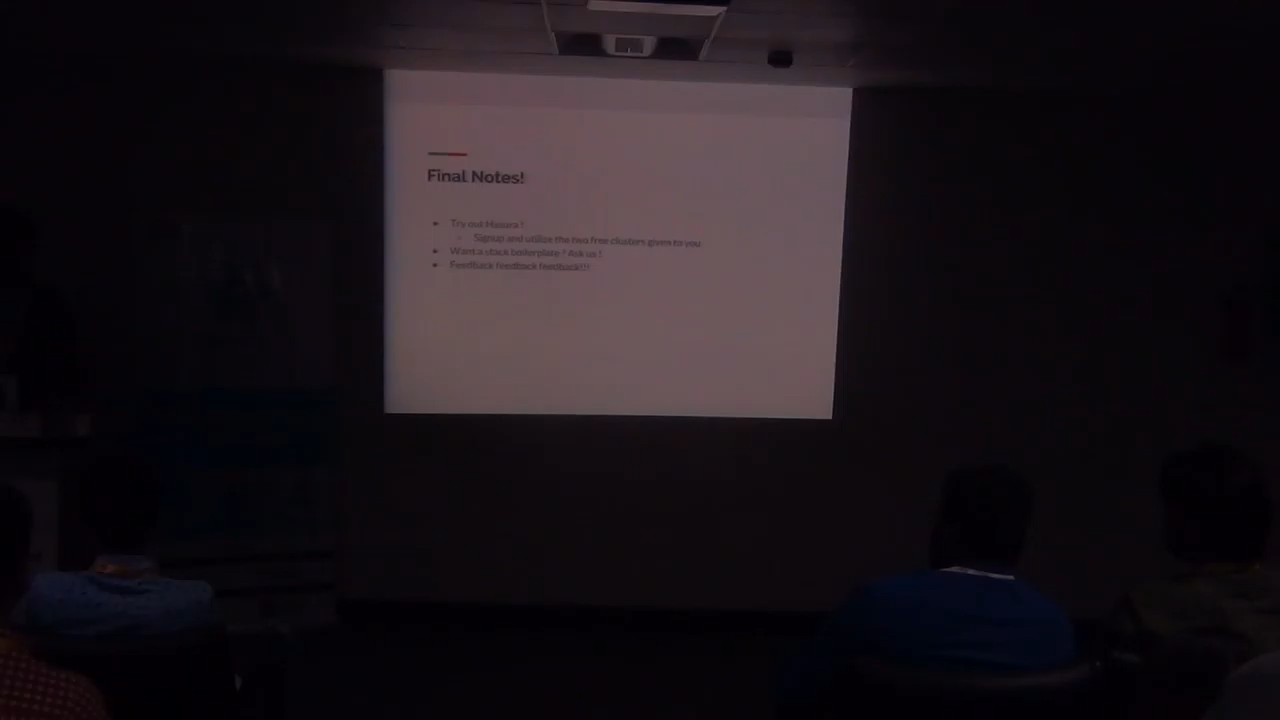 Final Notes!
Try out Hasura !
Signup and utilize the two free clusters given to you
Want a stack boilerplate ? Ask us !
Feedback feedback feedback!!!